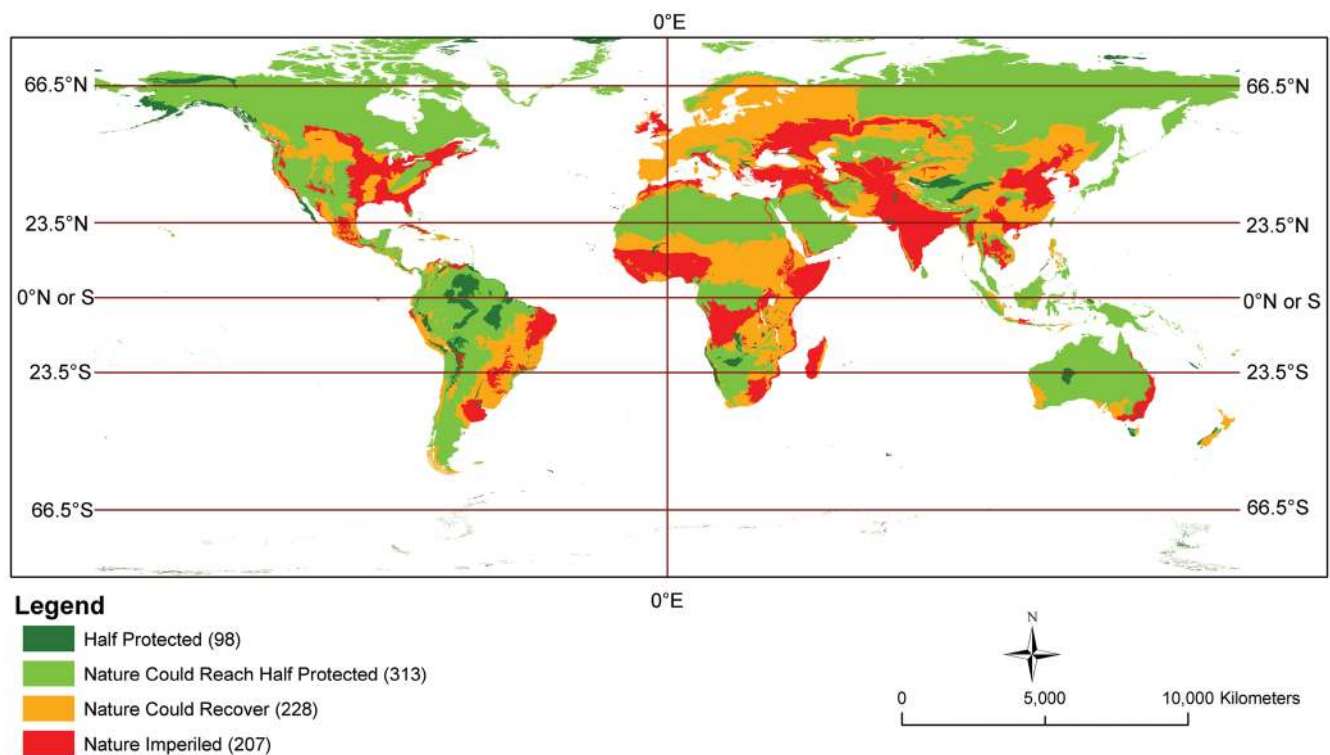 0°E
66.5°N
66.5°N
23.5°N
23.5°N
0°N or S
0°N or S
23.5°S
23.5°S
66.5°S
66.5°S
0°E
Legend
Half Protected (98)
Nature Could Reach Half Protected (313)
Nature Could Recover (228)
Nature Imperiled (207)
N
0 5,000 10,000 Kilometers